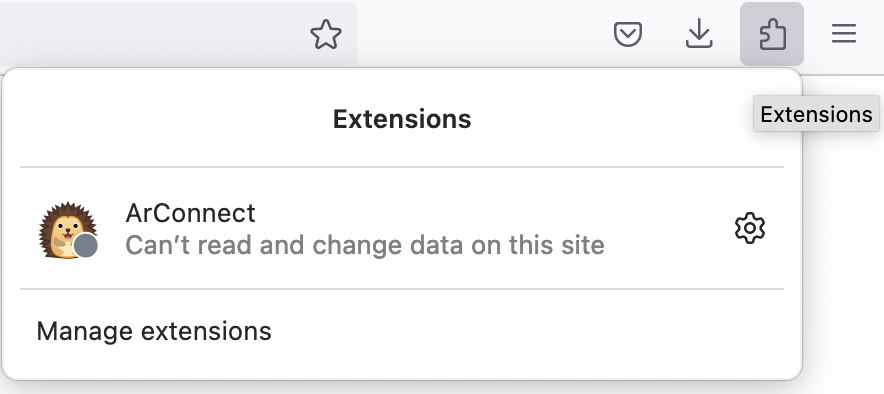 Extensions
Extensions
ArConnect
Can’t read and change data on this site
Manage extensions